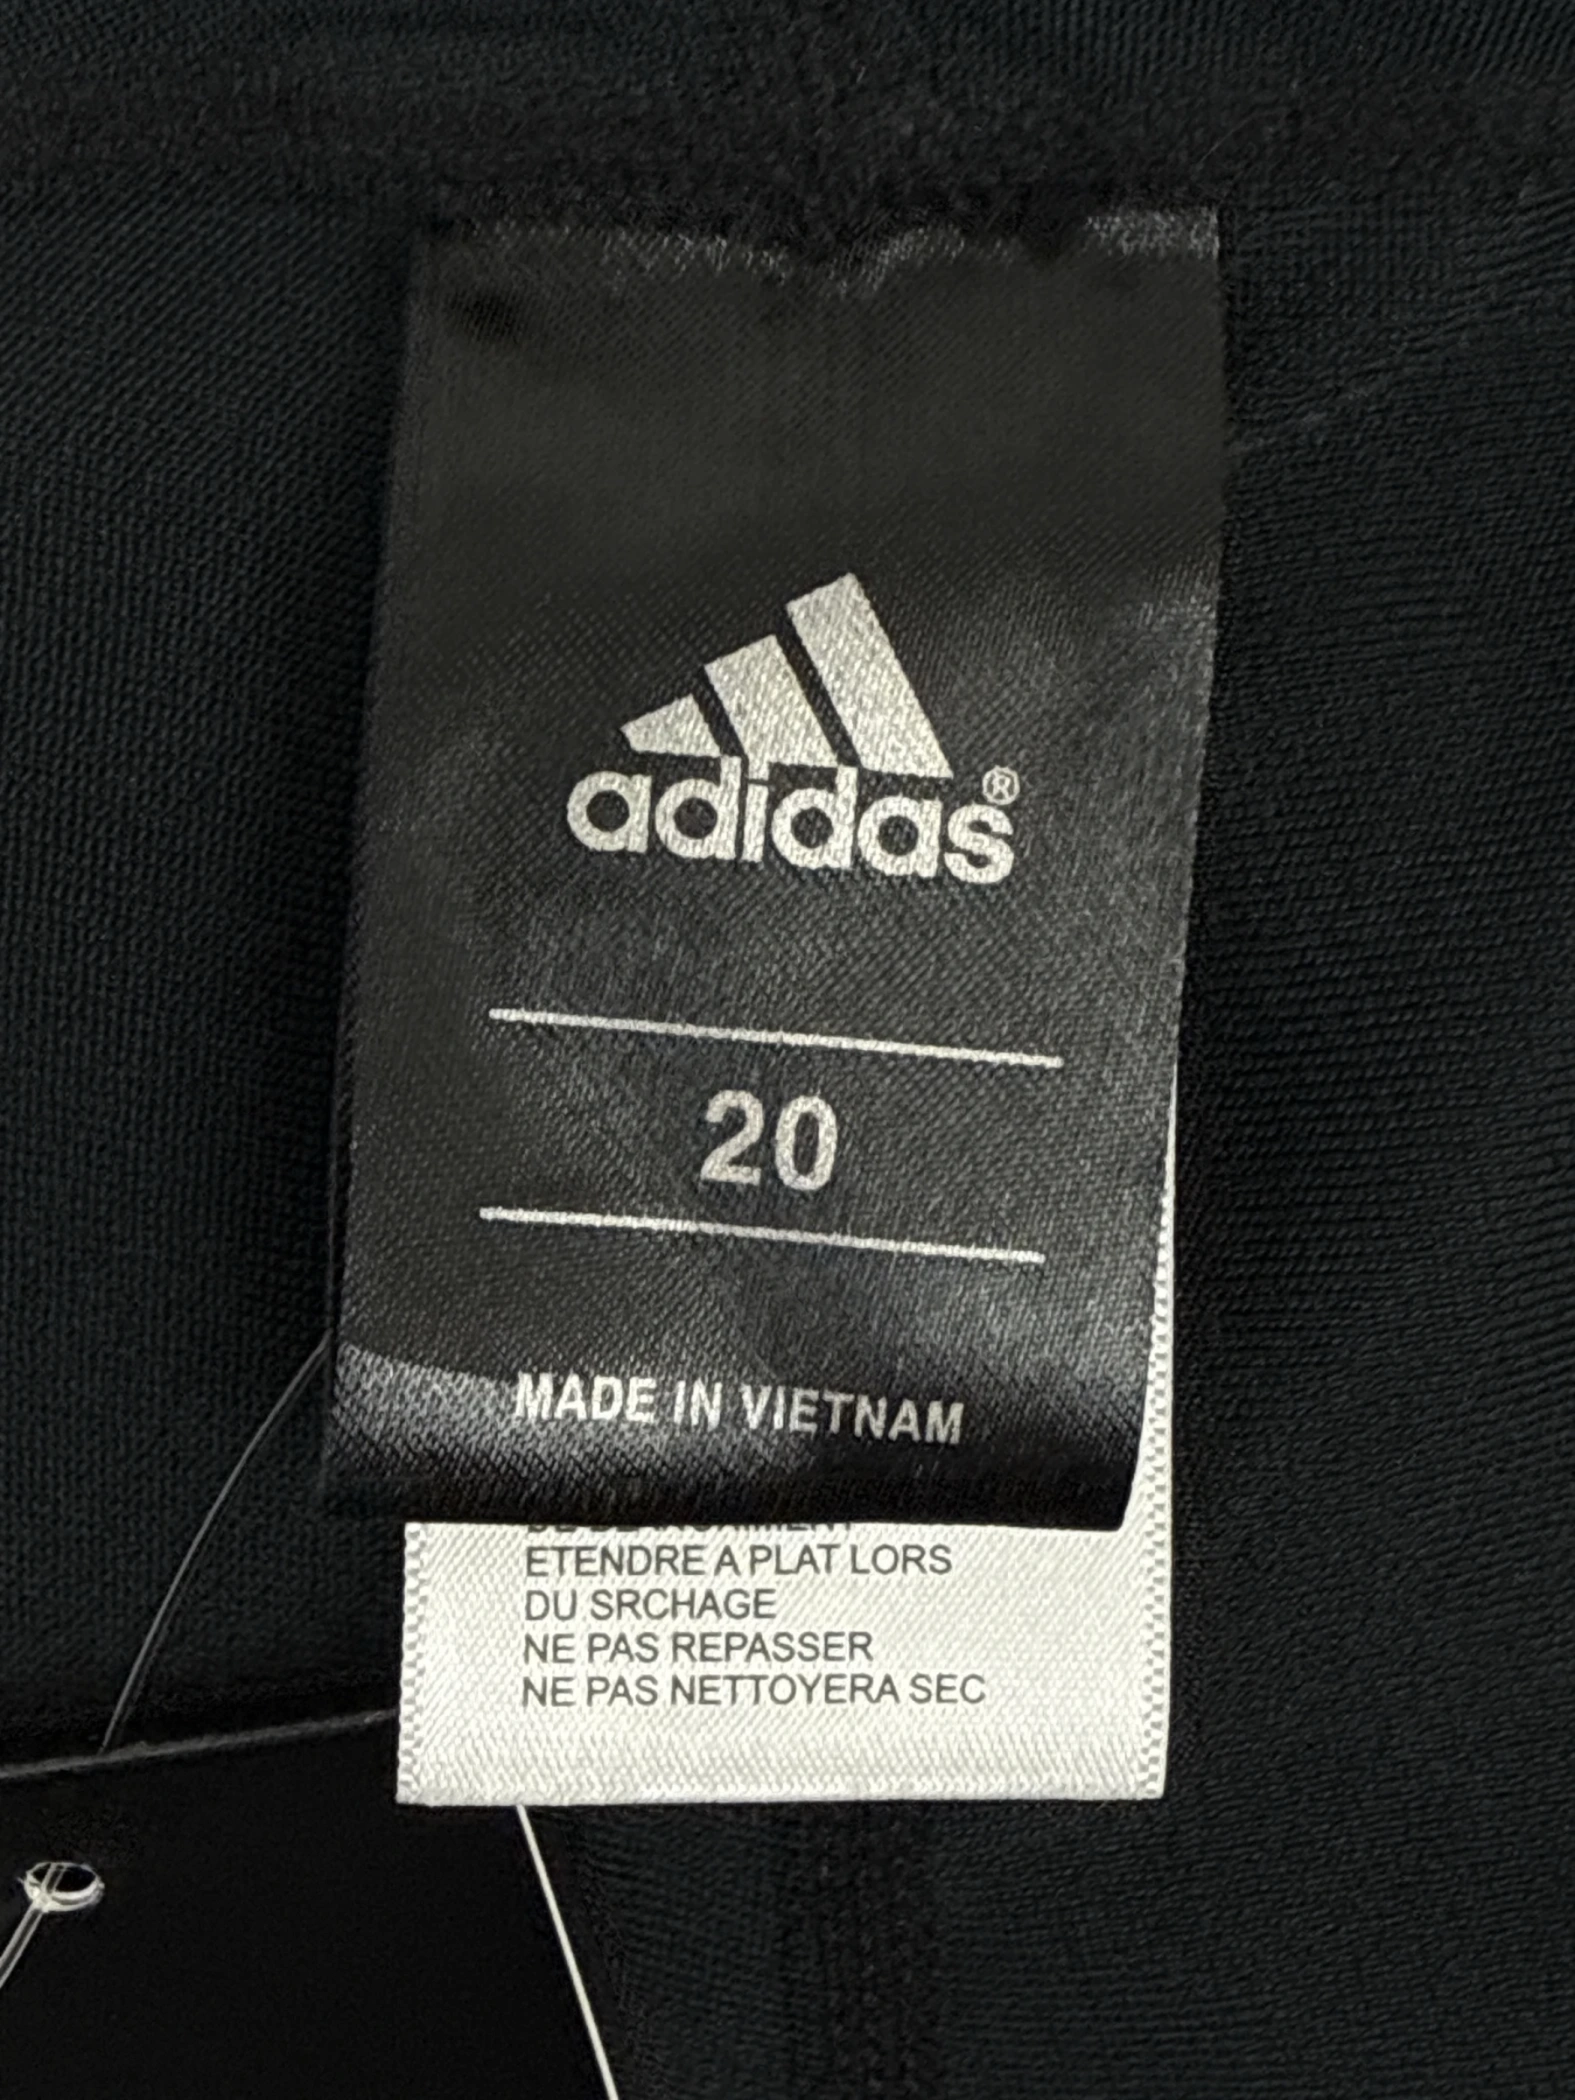 adidas®
20
MADE IN VIETNAM
ETENDRE A PLAT LORS
DU SRCHAGE
NE PAS REPASSER
NE PAS NETTOYERA SEC